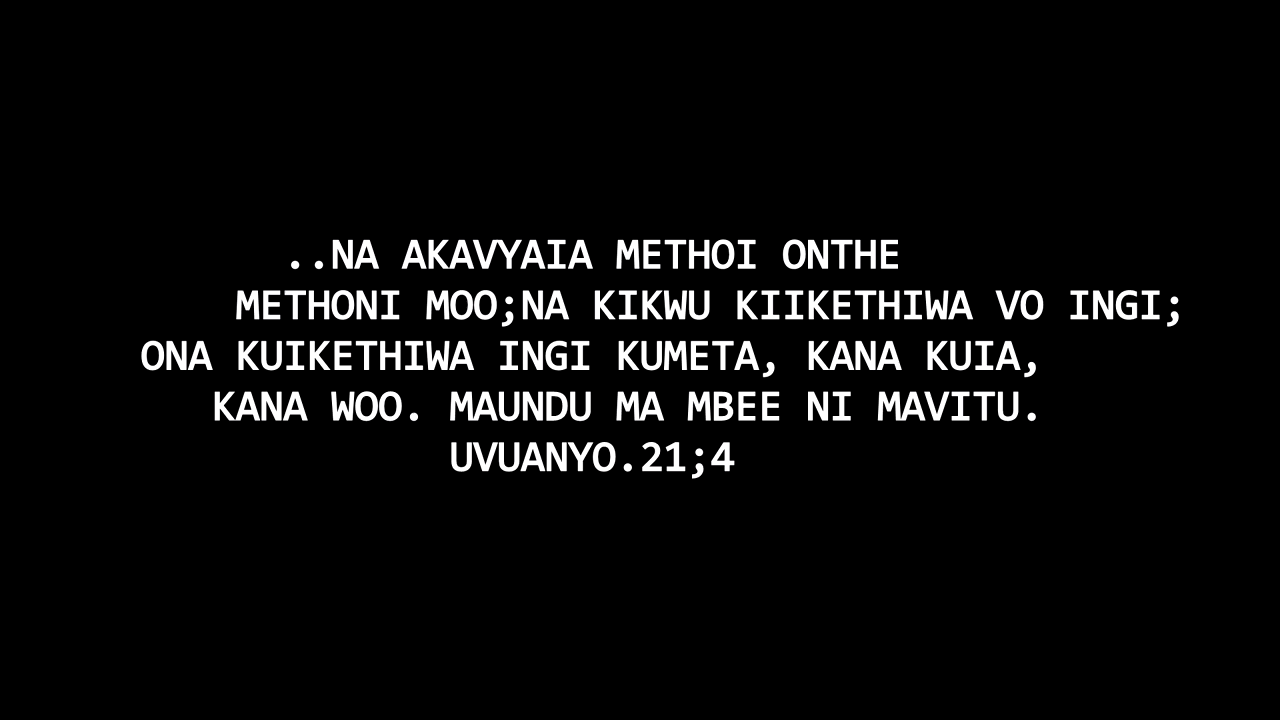 ..NA AKAVYAIA METHOI ONTHE
METHONI MOO;NA KIKWU KIIKETHIWA VO INGI;
ONA KUIKETHIWA INGI KUMETA, KANA KUIA,
KANA WOO. MAUNDU MA MBEE NI MAVITU.
UVUANYO.21;4